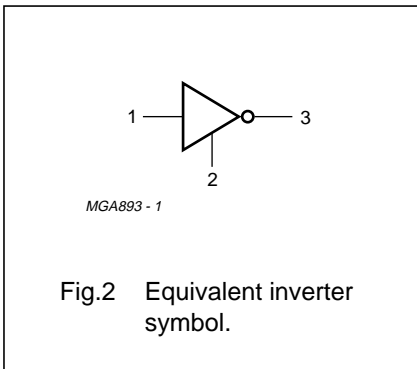 1
3
2
MGA893 - 1
Fig.2 Equivalent inverter
symbol.